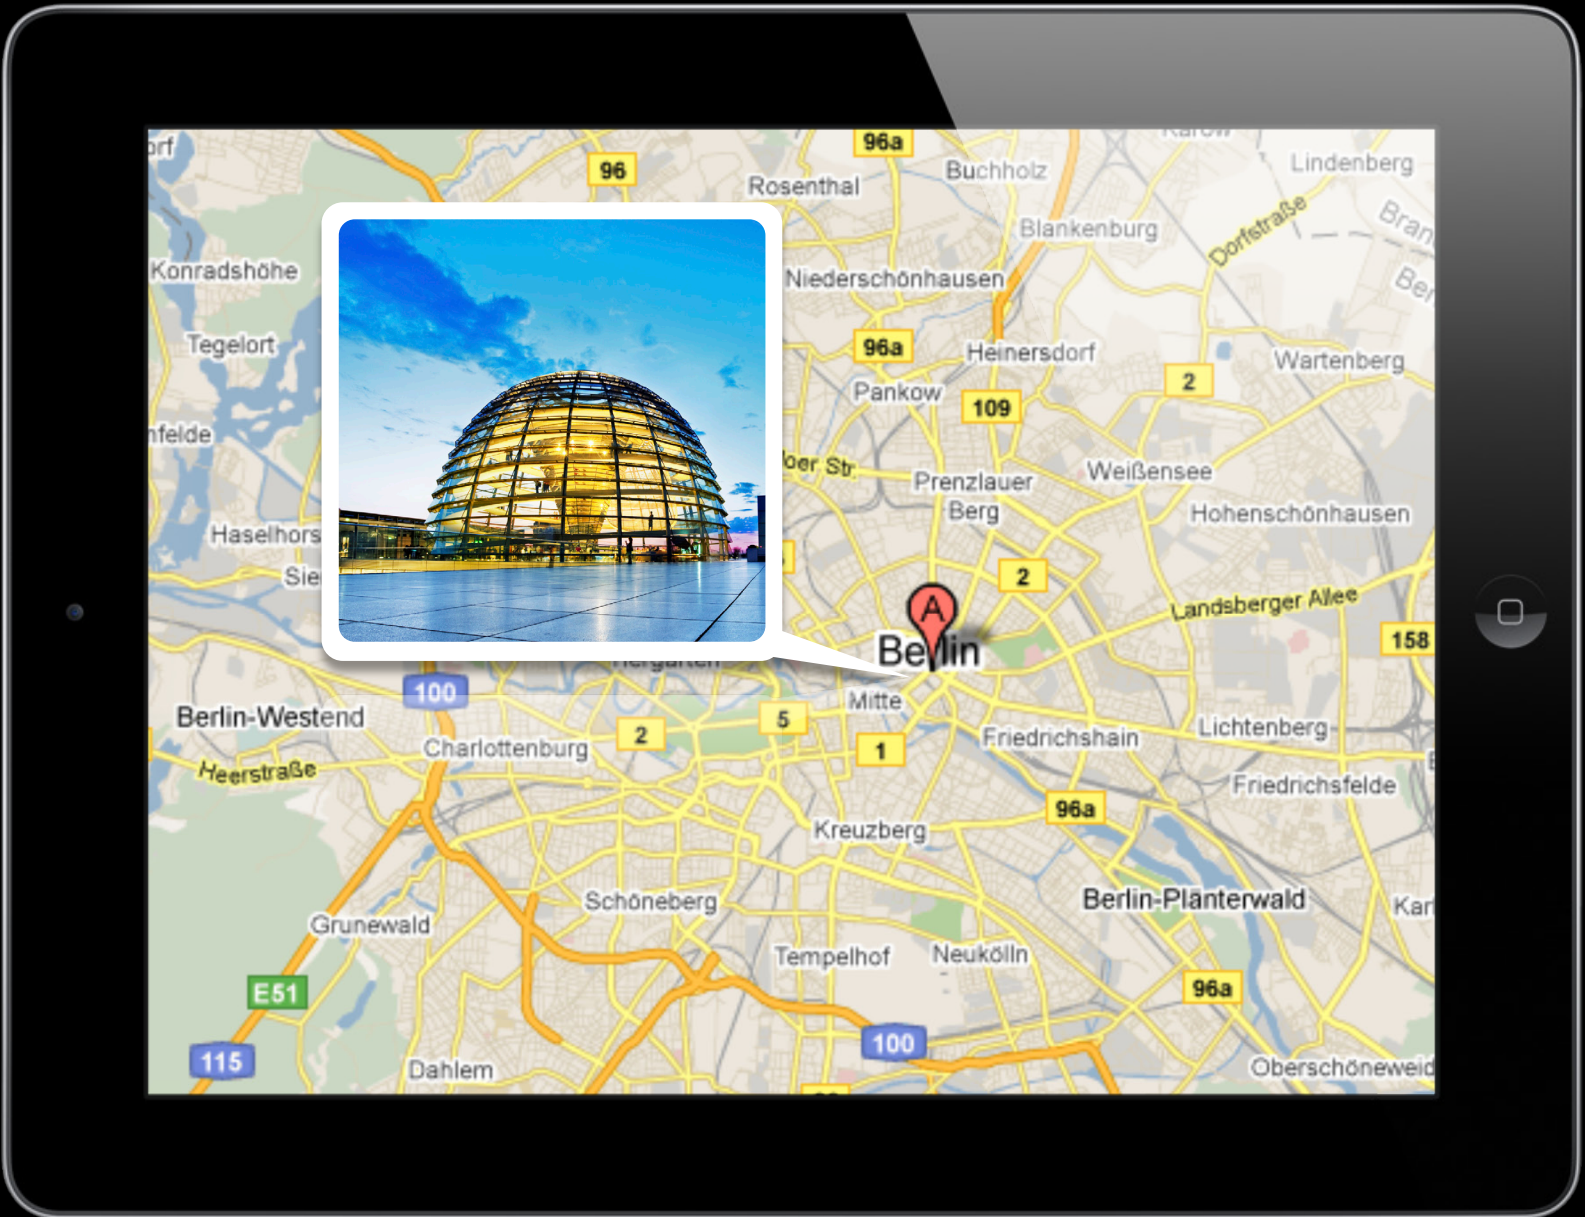 96a
96
Buchholz
Lindenberg
Rosenthal
Dorfstraße
Blankenburg
Konradshöhe
Niederschönhausen
Tegelort
96a
Heinersdorf
Wartenberg
2
Pankow
109
Weißensee
Prenzlauer
Berg
Hohenschönhausen
2
Landsberger Allee
A
158
Berlin
100
Mitte
Berlin-Westend
5
2
Lichtenberg
Friedrichshain
Charlottenburg
1
Heerstraße
Friedrichsfelde
96a
Kreuzberg
Berlin-Plänterwald
Schöneberg
Grunewald
Tempelhof
Neukölln
96a
E51
100
115
Dahlem
Oberschöneweid